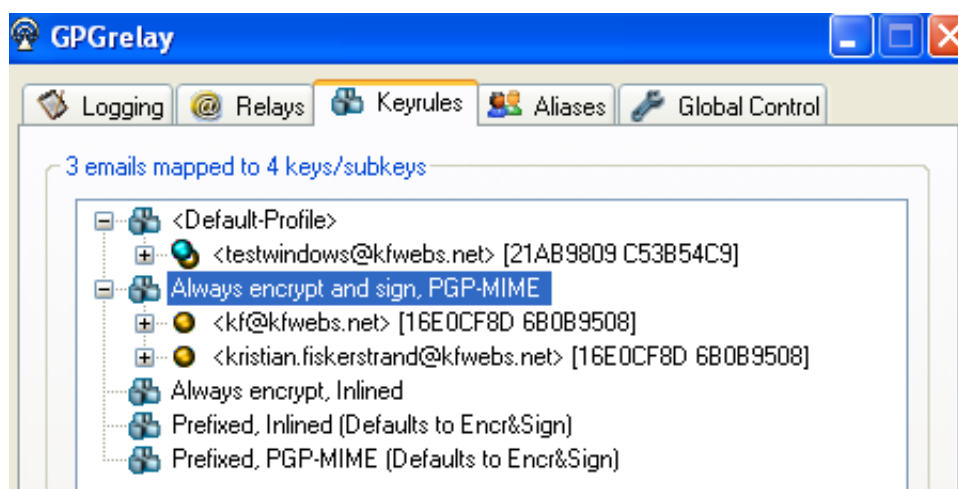 GPGrelay
Logging Relays Keyrules Aliases Global Control
3 emails mapped to 4 keys/subkeys
<Default-Profile>
<testwindows@kfwebs.net> [21AB9809 C53B54C9]
Always encrypt and sign, PGP-MIME
<kf@kfwebs.net> [16E0CF8D 6B0B9508]
<kristian.fiskerstrand@kfwebs.net> [16E0CF8D 6B0B9508]
Always encrypt, Inlined
Prefixed, Inlined (Defaults to Encr&Sign)
Prefixed, PGP-MIME (Defaults to Encr&Sign)